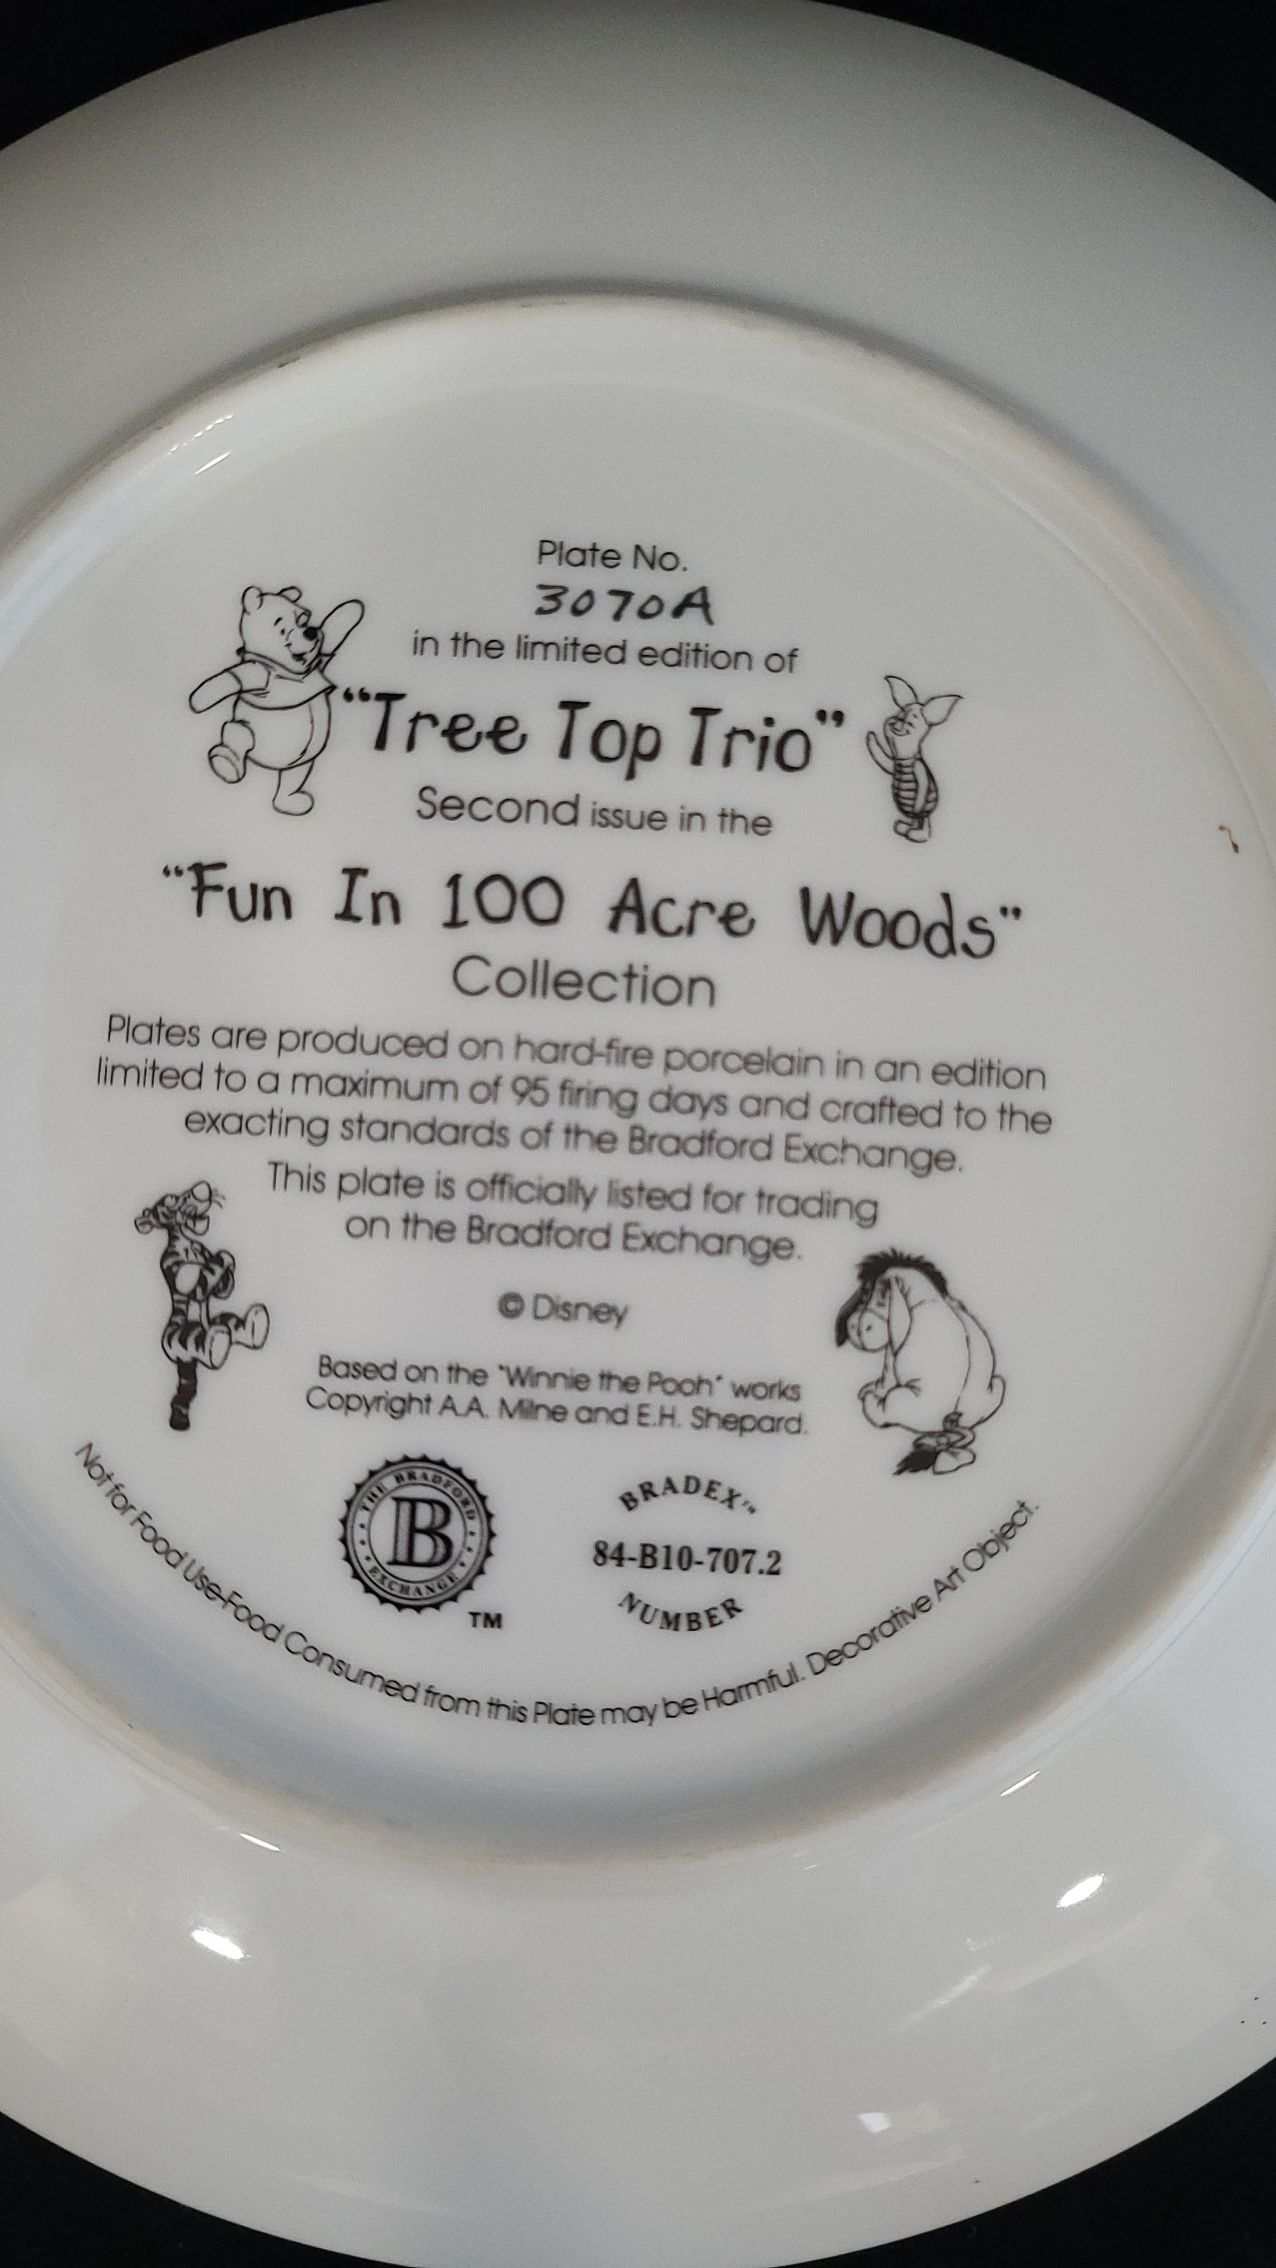 Plate No.
3070A
in the limited edition of
"Tree Top Trio"
Second issue in the
"Fun In 100 Acre Woods"
Collection
Plates are produced on hard-fire porcelain in an edition
limited to a maximum of 95 firing days and crafted to the
exacting standards of the Bradford Exchange.
This plate is officially listed for trading
on the Bradford Exchange.
© Disney
Based on the "Winnie the Pooh" works
Copyright A.A. Milne and E.H. Shepard.
THE BRADFORD
B
EXCHANGE
TM
BRADEX™
84-B10-707.2
NUMBER
Not for Food Use-Food Consumed from this Plate may be Harmful. Decorative Art Object.